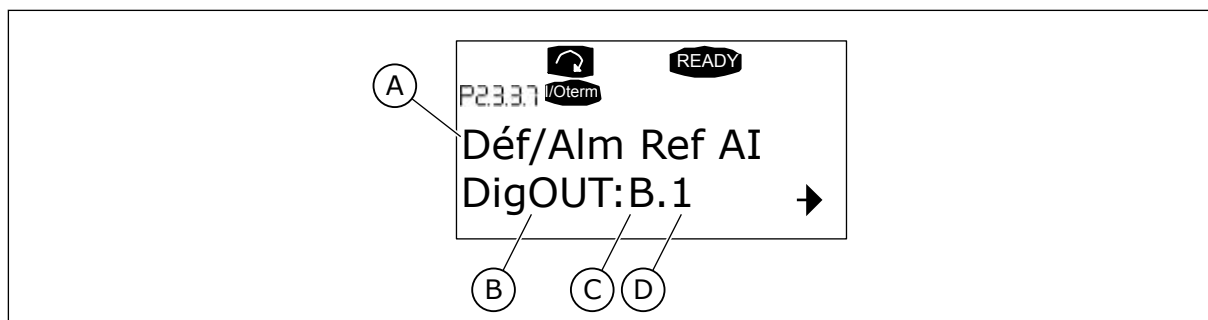 READY
P2.3.3.7 I/Oterm
A
Déf/Alm Ref AI
DigOUT:B.1
B C D